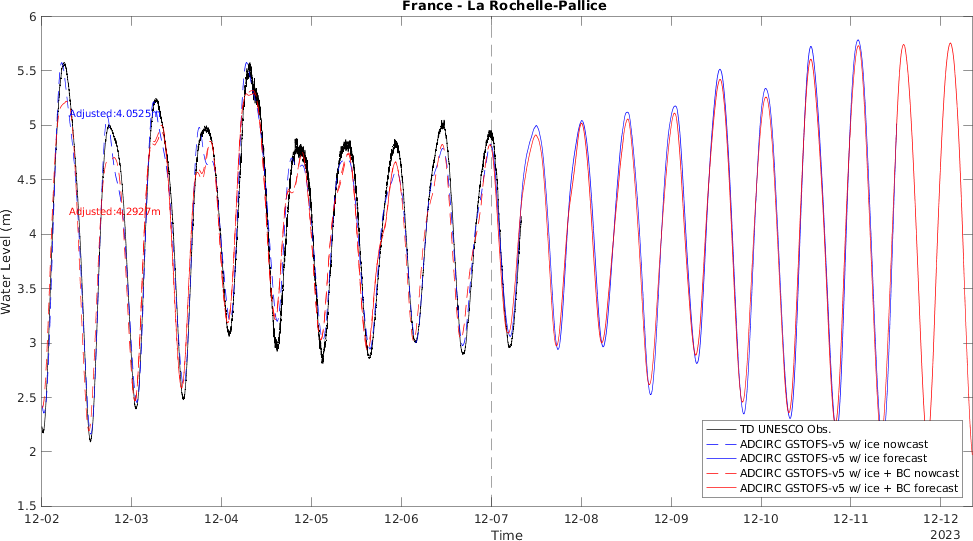 France - La Rochelle-Pallice
6
5.5
5
4.5
4
3.5
3
2.5
2
1.5
Water Level (m)
Adjusted:4.0525m
Adjusted:4.2927m
TD UNESCO Obs.
ADCIRC GSTOFS-v5 w/ ice nowcast
ADCIRC GSTOFS-v5 w/ ice forecast
ADCIRC GSTOFS-v5 w/ ice + BC nowcast
ADCIRC GSTOFS-v5 w/ ice + BC forecast
12-02 12-03 12-04 12-05 12-06 12-07 12-08 12-09 12-10 12-11 12-12
Time
2023